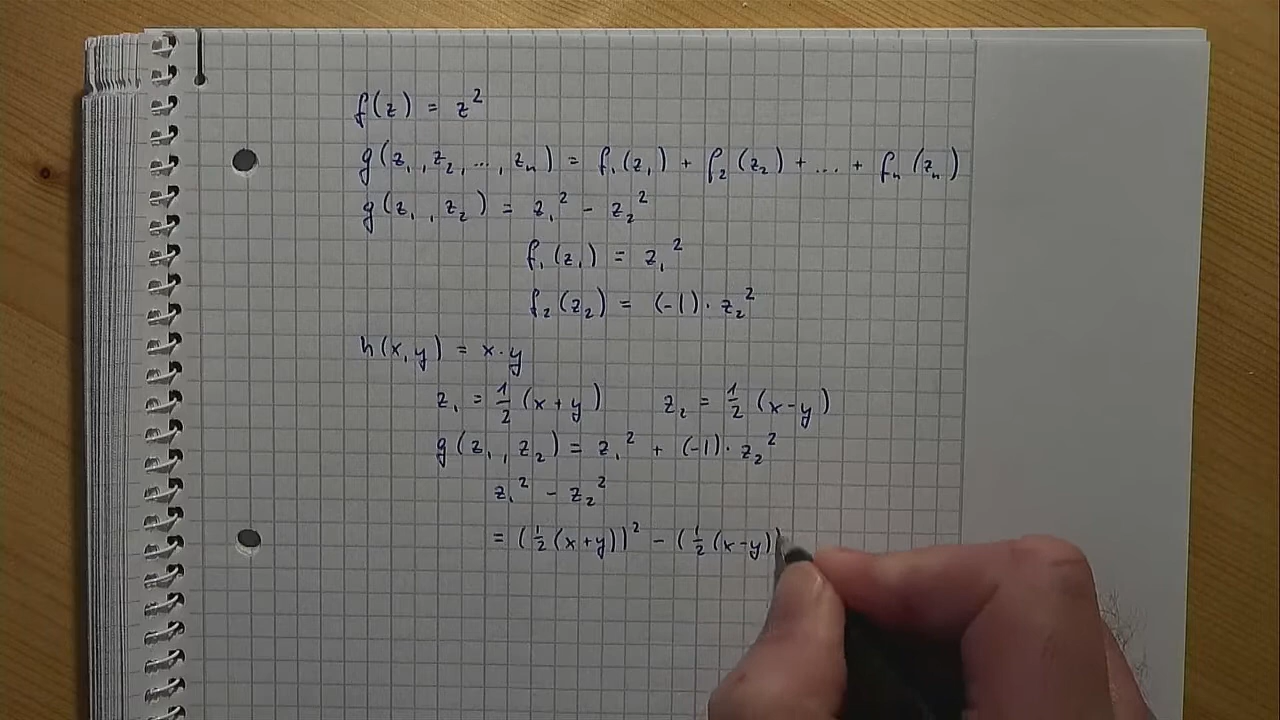 f(z) = z²
g(z₁, z₂, ..., zₙ) = f₁(z₁) + f₂(z₂) + ... + fₙ(zₙ)
g(z₁, z₂) = z₁² - z₂²
f₁(z₁) = z₁²
f₂(z₂) = (-1)·z₂²
h(x,y) = x·y
z₁ = 1/2 (x+y) z₂ = 1/2 (x-y)
g(z₁, z₂) = z₁² + (-1)·z₂²
z₁² - z₂²
= (1/2(x+y))² - (1/2(x-y))